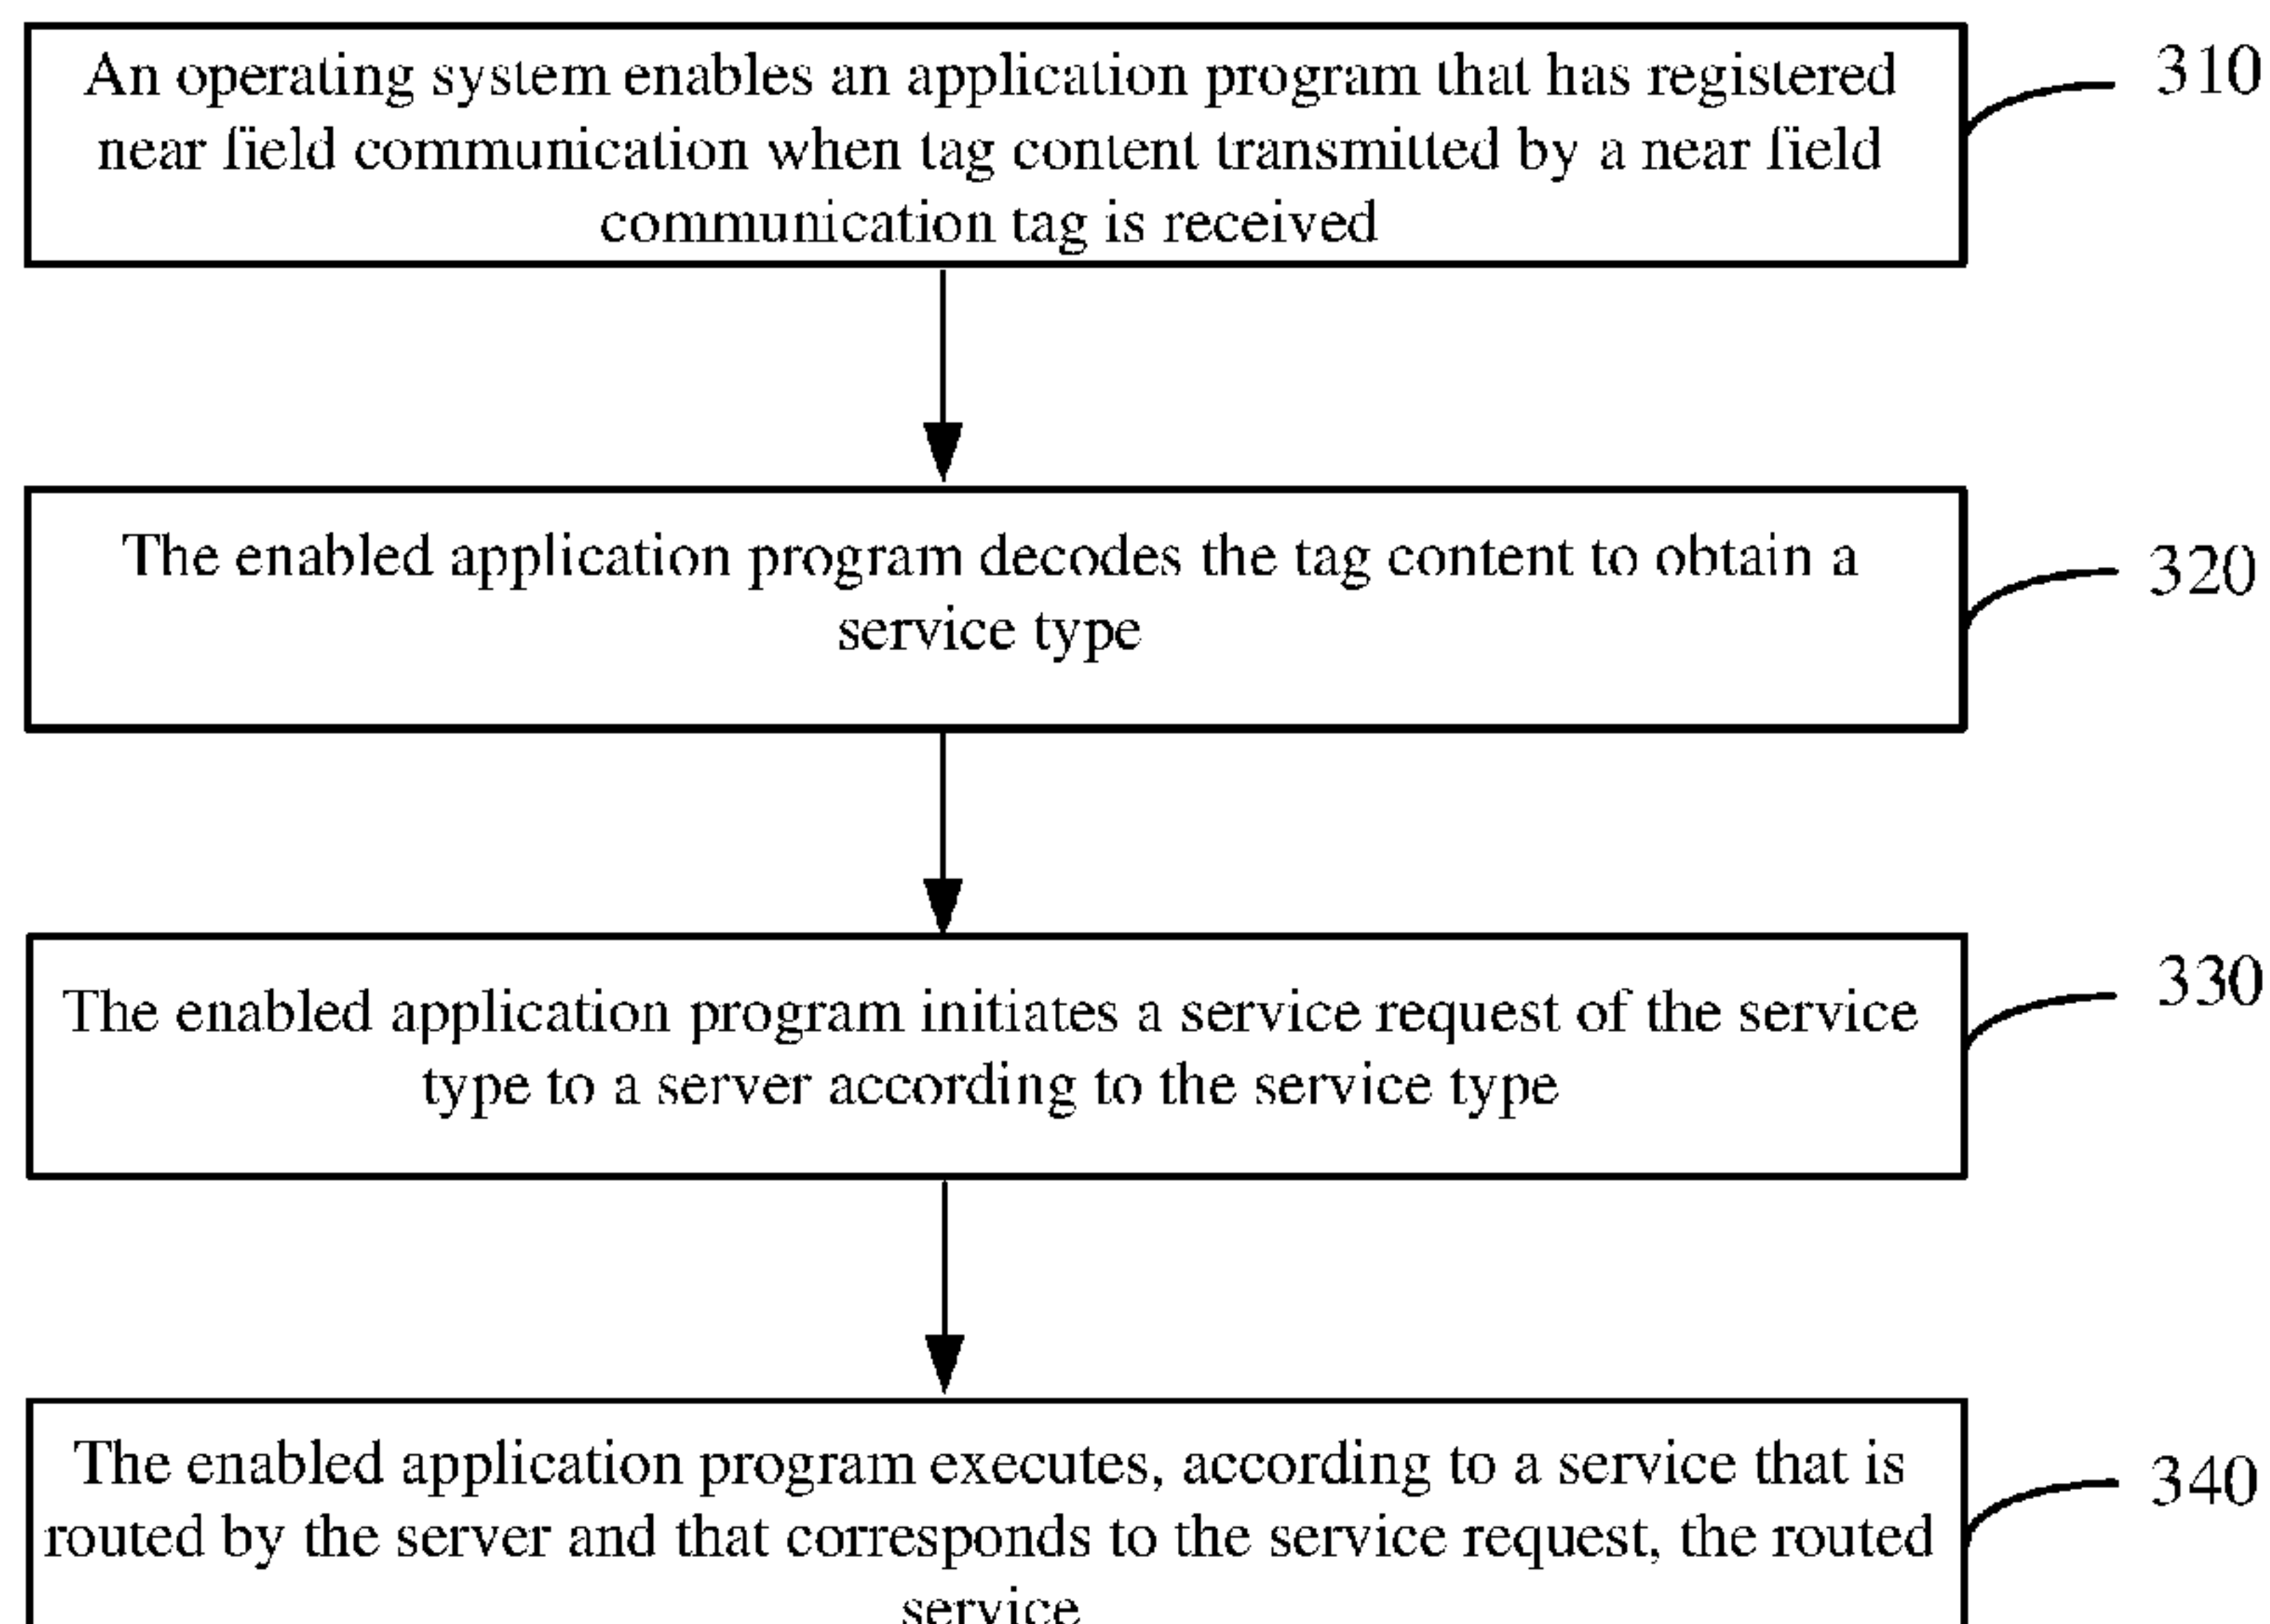 An operating system enables an application program that has registered
near field communication when tag content transmitted by a near field
communication tag is received
310
The enabled application program decodes the tag content to obtain a
service type
320
The enabled application program initiates a service request of the service
type to a server according to the service type
330
The enabled application program executes, according to a service that is
routed by the server and that corresponds to the service request, the routed
service
340